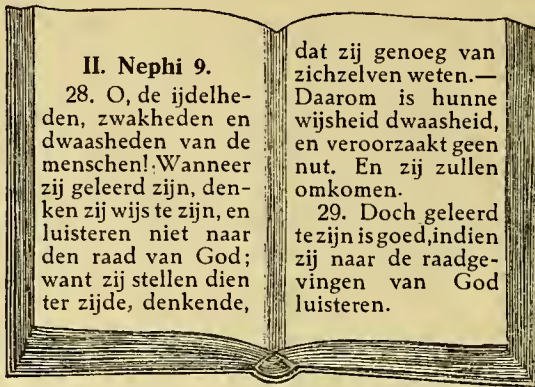 II. Nephi 9.
28. O, de ijdelhe-
den, zwakheden en
dwaasheden van de
menschen! Wanneer
zij geleerd zijn, den-
ken zij wijs te zijn, en
luisteren niet naar
den raad van God;
want zij stellen dien
ter zijde, denkende,
dat zij genoeg van
zichzelven weten.—
Daarom is hunne
wijsheid dwaasheid,
en veroorzaakt geen
nut. En zij zullen
omkomen.
29. Doch geleerd
te zijn is goed, indien
zij naar de raadge-
vingen van God
luisteren.